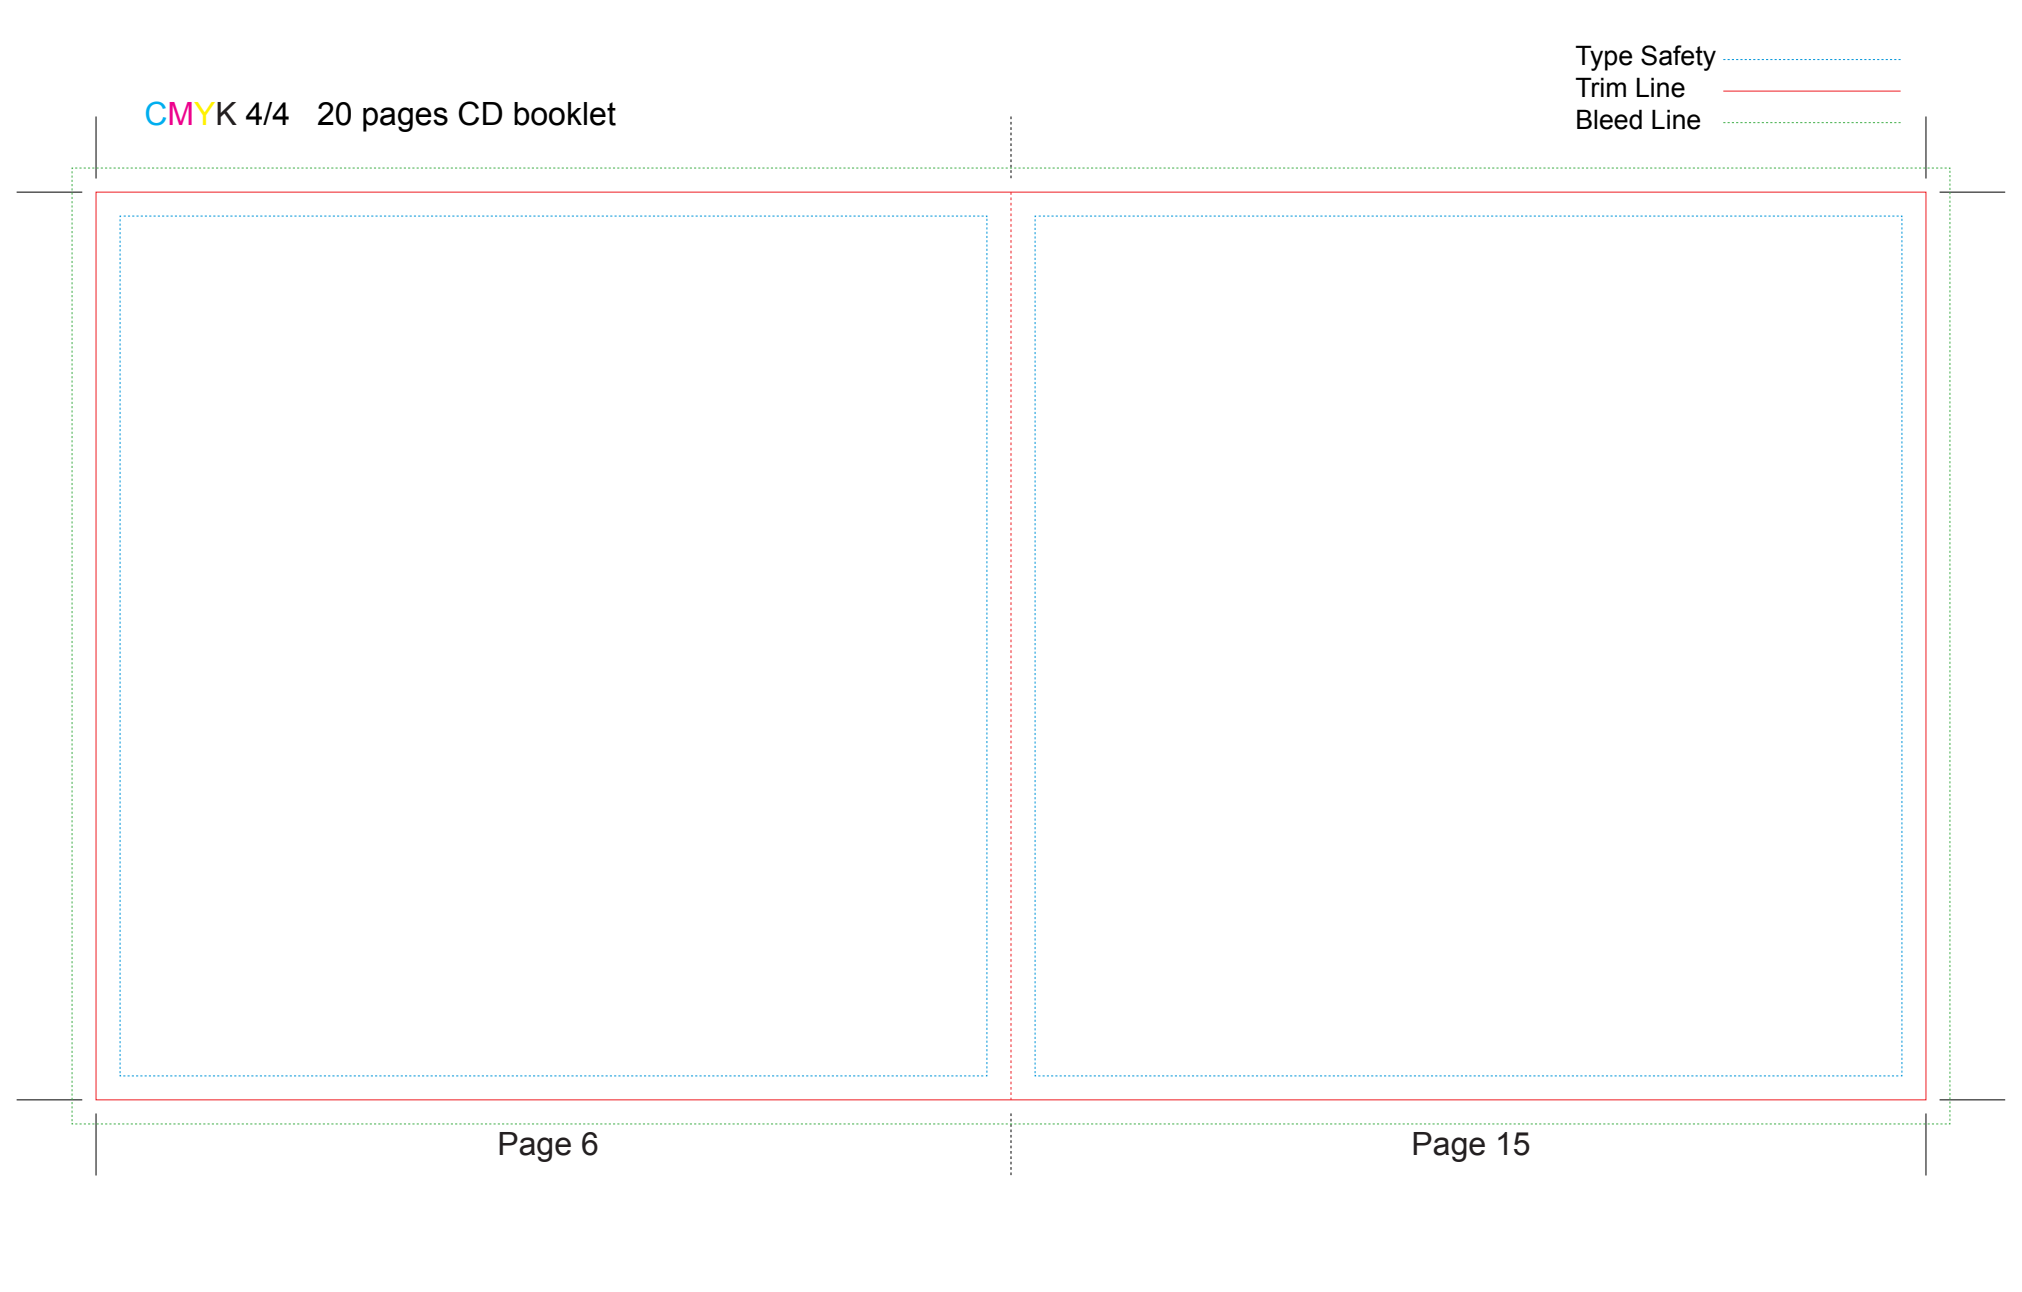 Type Safety
Trim Line
Bleed Line
CMYK 4/4   20 pages CD booklet
Page 6
Page 15